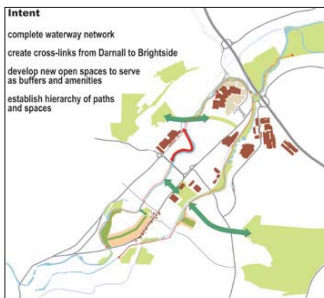 Intent
complete waterway network
create cross-links from Darnall to Brightside
develop new open spaces to serve
as buffers and amenities
establish hierarchy of paths
and spaces